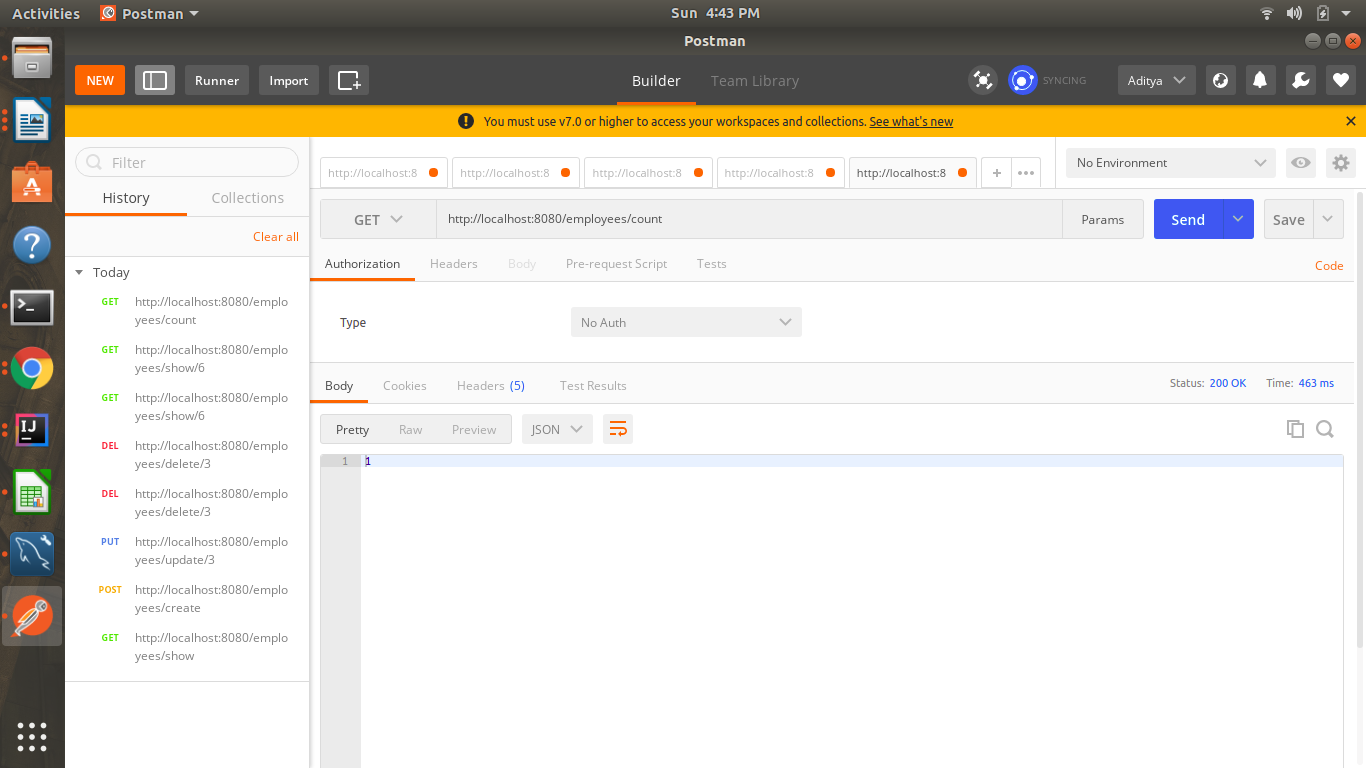 Activities Postman Sun 4:43 PM
Postman
NEW Runner Import Builder Team Library SYNCING Aditya
You must use v7.0 or higher to access your workspaces and collections. See what's new
Filter
History Collections
Clear all
Today
GET http://localhost:8080/emplo
yees/count
GET http://localhost:8080/emplo
yees/show/6
GET http://localhost:8080/emplo
yees/show/6
DEL http://localhost:8080/emplo
yees/delete/3
DEL http://localhost:8080/emplo
yees/delete/3
PUT http://localhost:8080/emplo
yees/update/3
POST http://localhost:8080/emplo
yees/create
GET http://localhost:8080/emplo
yees/show
http://localhost:8 http://localhost:8 http://localhost:8 http://localhost:8 http://localhost:8 + ••• No Environment
GET http://localhost:8080/employees/count Params Send Save
Authorization Headers Body Pre-request Script Tests Code
Type No Auth
Body Cookies Headers (5) Test Results Status: 200 OK Time: 463 ms
Pretty Raw Preview JSON
1 1